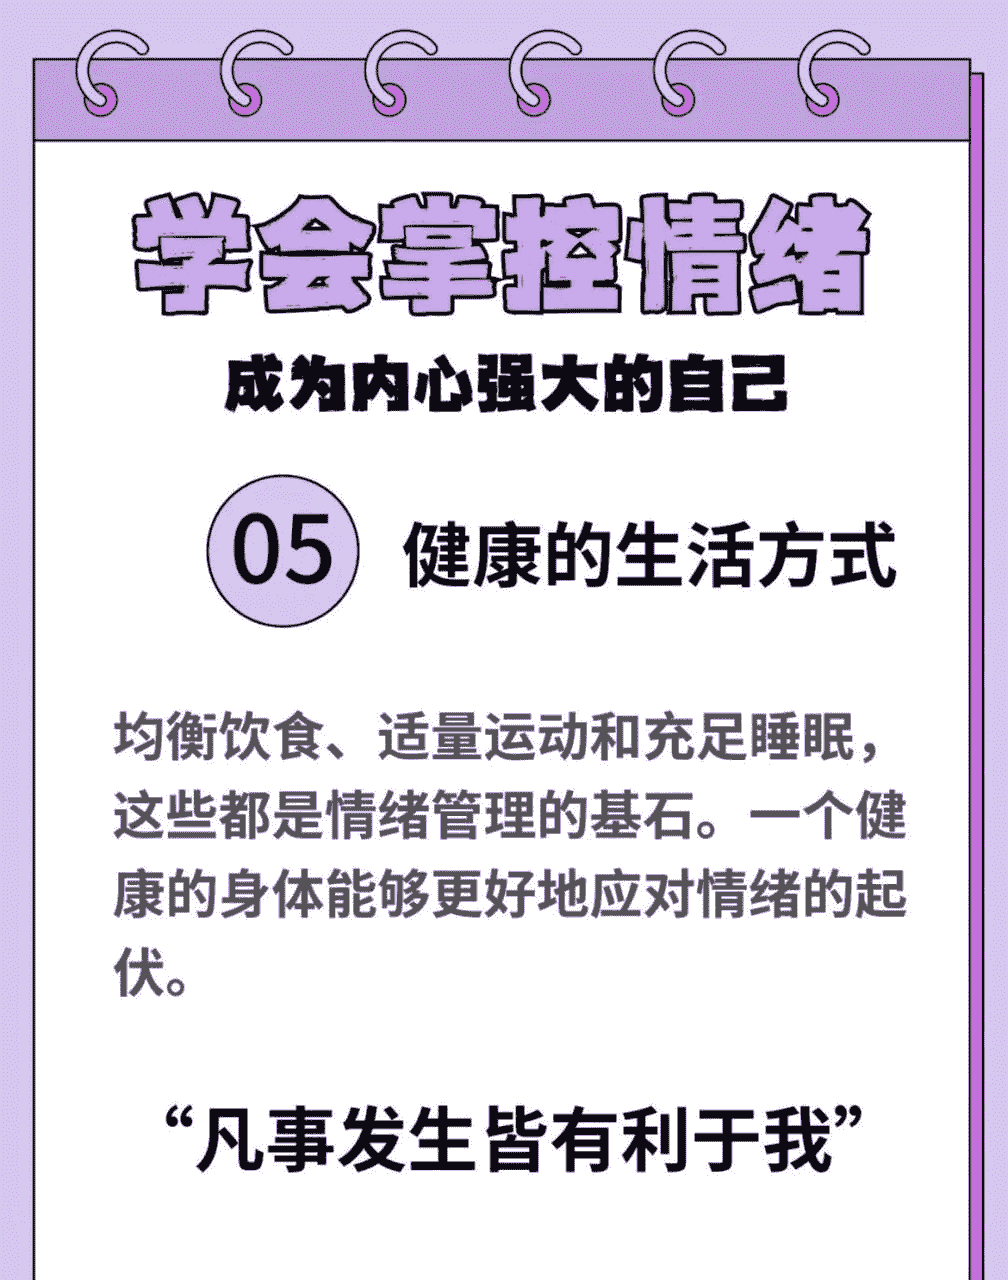 学会掌控情绪
成为内心强大的自己
05 健康的生活方式
均衡饮食、适量运动和充足睡眠，
这些都是情绪管理的基石。一个健
康的身体能够更好地应对情绪的起
伏。
“凡事发生皆有利于我”